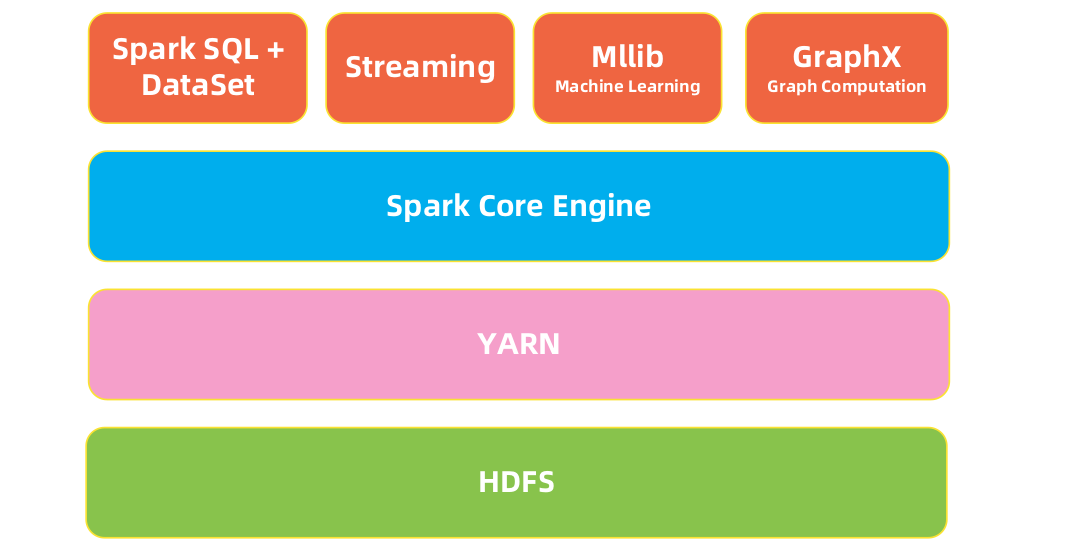 Spark SQL +
DataSet
Streaming
Mllib
Machine Learning
GraphX
Graph Computation
Spark Core Engine
YARN
HDFS